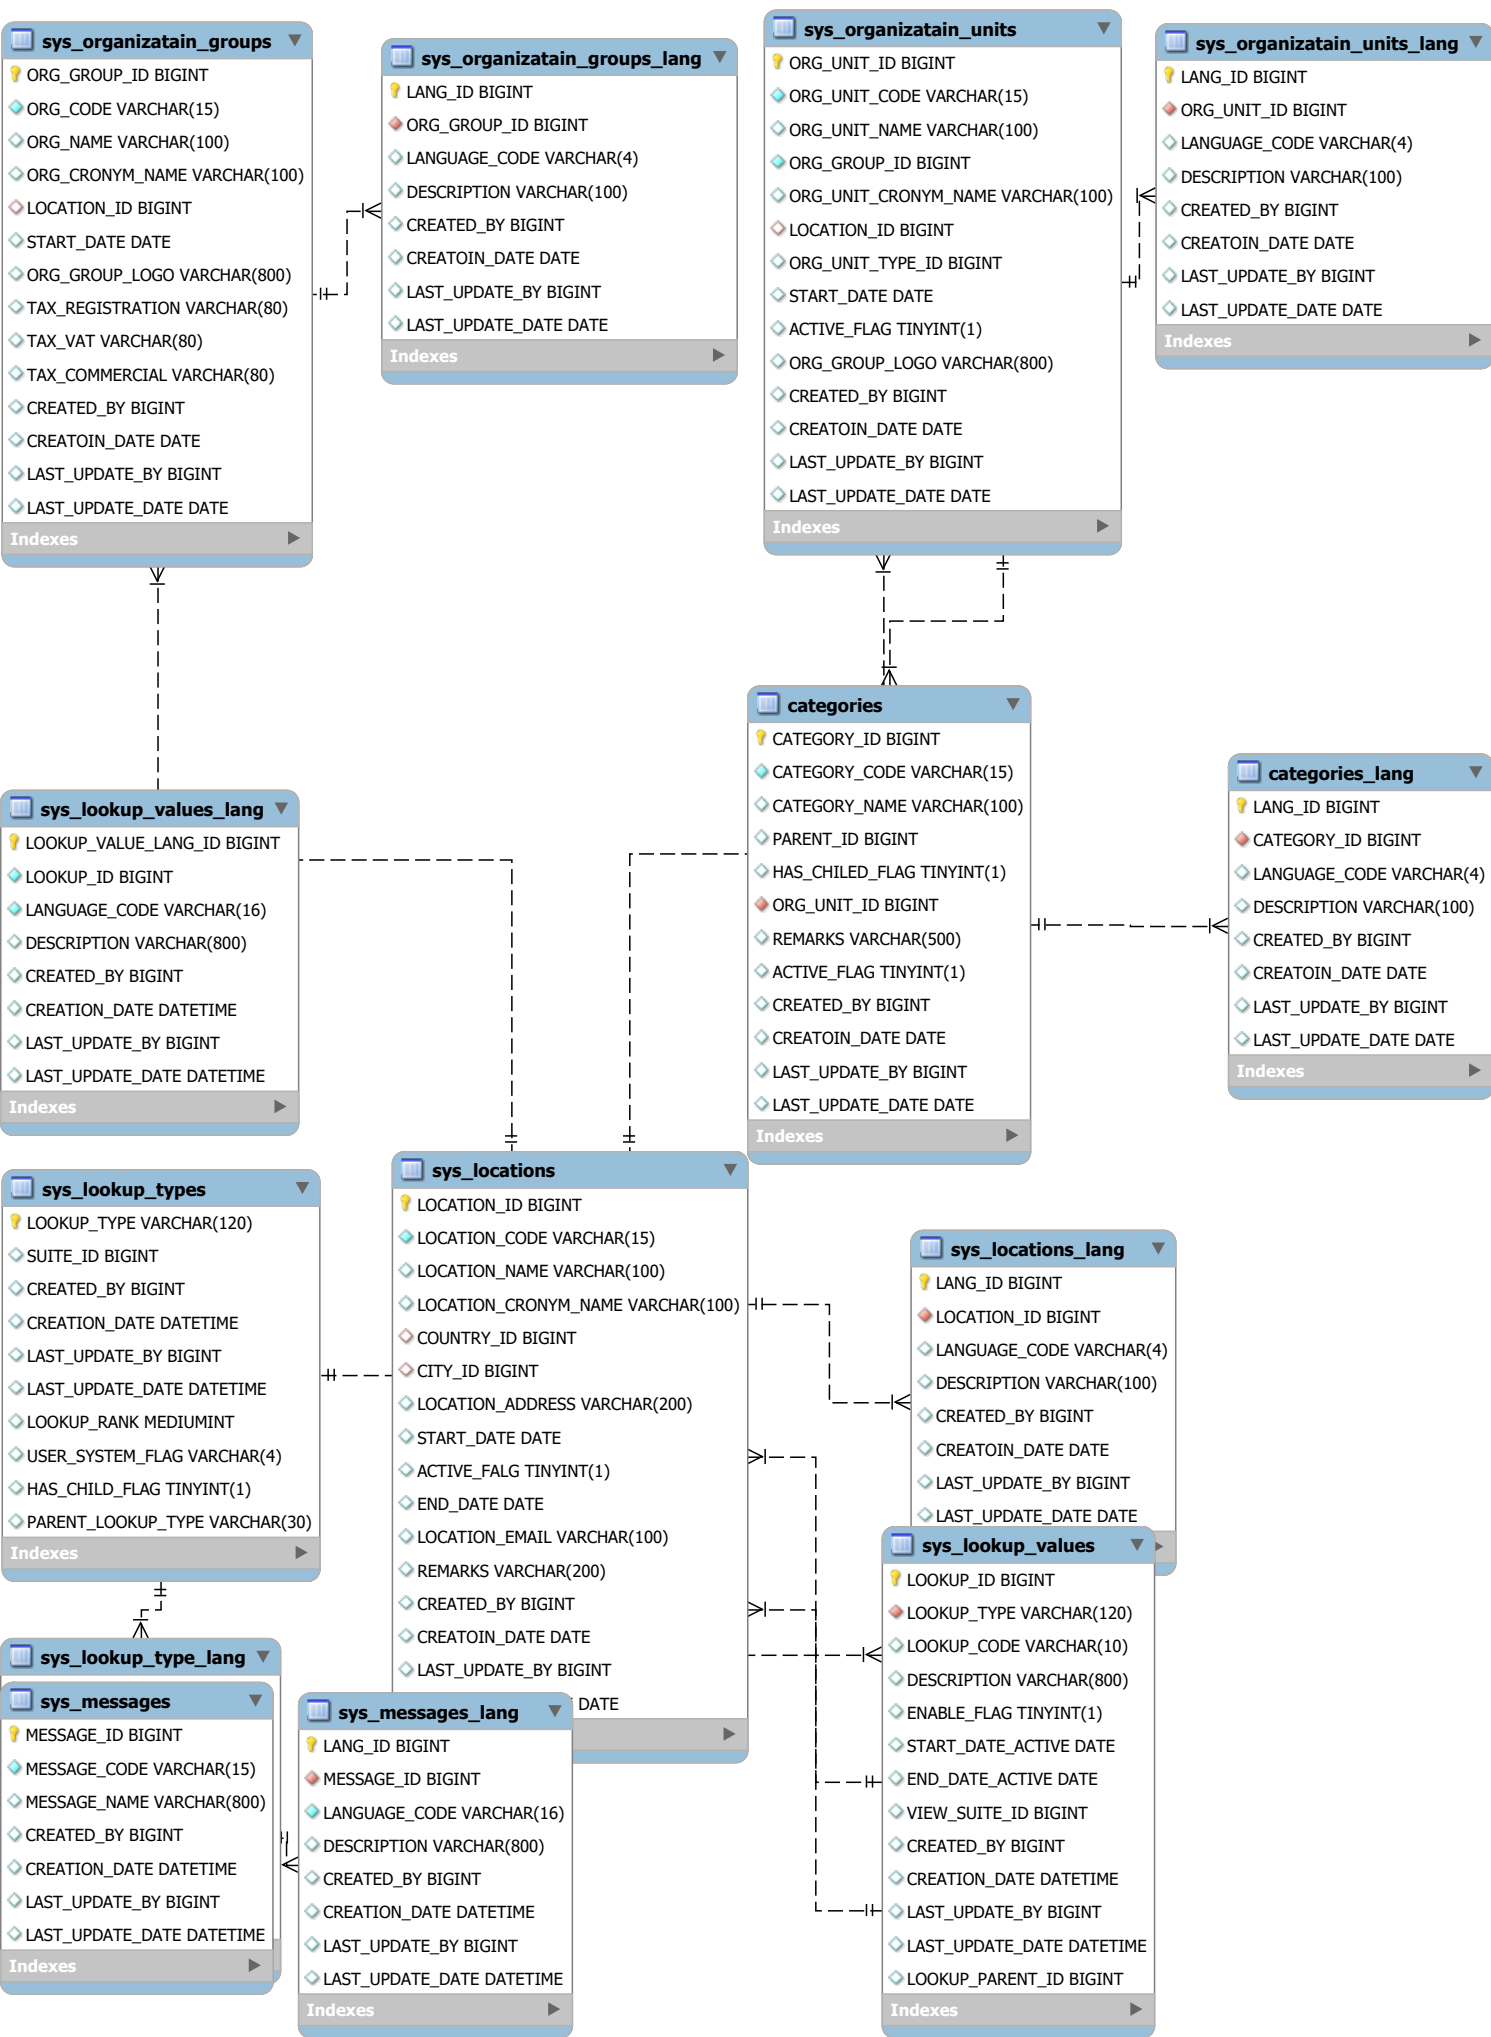 sys_organizatain_groups
ORG_GROUP_ID BIGINT
ORG_CODE VARCHAR(15)
ORG_NAME VARCHAR(100)
ORG_CRONYM_NAME VARCHAR(100)
LOCATION_ID BIGINT
START_DATE DATE
ORG_GROUP_LOGO VARCHAR(800)
TAX_REGISTRATION VARCHAR(80)
TAX_VAT VARCHAR(80)
TAX_COMMERCIAL VARCHAR(80)
CREATED_BY BIGINT
CREATOIN_DATE DATE
LAST_UPDATE_BY BIGINT
LAST_UPDATE_DATE DATE
Indexes
sys_organizatain_groups_lang
LANG_ID BIGINT
ORG_GROUP_ID BIGINT
LANGUAGE_CODE VARCHAR(4)
DESCRIPTION VARCHAR(100)
CREATED_BY BIGINT
CREATOIN_DATE DATE
LAST_UPDATE_BY BIGINT
LAST_UPDATE_DATE DATE
Indexes
sys_organizatain_units
ORG_UNIT_ID BIGINT
ORG_UNIT_CODE VARCHAR(15)
ORG_UNIT_NAME VARCHAR(100)
ORG_GROUP_ID BIGINT
ORG_UNIT_CRONYM_NAME VARCHAR(100)
LOCATION_ID BIGINT
ORG_UNIT_TYPE_ID BIGINT
START_DATE DATE
ACTIVE_FLAG TINYINT(1)
ORG_GROUP_LOGO VARCHAR(800)
CREATED_BY BIGINT
CREATOIN_DATE DATE
LAST_UPDATE_BY BIGINT
LAST_UPDATE_DATE DATE
Indexes
sys_organizatain_units_lang
LANG_ID BIGINT
ORG_UNIT_ID BIGINT
LANGUAGE_CODE VARCHAR(4)
DESCRIPTION VARCHAR(100)
CREATED_BY BIGINT
CREATOIN_DATE DATE
LAST_UPDATE_BY BIGINT
LAST_UPDATE_DATE DATE
Indexes
categories
CATEGORY_ID BIGINT
CATEGORY_CODE VARCHAR(15)
CATEGORY_NAME VARCHAR(100)
PARENT_ID BIGINT
HAS_CHILED_FLAG TINYINT(1)
ORG_UNIT_ID BIGINT
REMARKS VARCHAR(500)
ACTIVE_FLAG TINYINT(1)
CREATED_BY BIGINT
CREATOIN_DATE DATE
LAST_UPDATE_BY BIGINT
LAST_UPDATE_DATE DATE
Indexes
categories_lang
LANG_ID BIGINT
CATEGORY_ID BIGINT
LANGUAGE_CODE VARCHAR(4)
DESCRIPTION VARCHAR(100)
CREATED_BY BIGINT
CREATOIN_DATE DATE
LAST_UPDATE_BY BIGINT
LAST_UPDATE_DATE DATE
Indexes
sys_lookup_values_lang
LOOKUP_VALUE_LANG_ID BIGINT
LOOKUP_ID BIGINT
LANGUAGE_CODE VARCHAR(16)
DESCRIPTION VARCHAR(800)
CREATED_BY BIGINT
CREATION_DATE DATETIME
LAST_UPDATE_BY BIGINT
LAST_UPDATE_DATE DATETIME
Indexes
sys_lookup_types
LOOKUP_TYPE VARCHAR(120)
SUITE_ID BIGINT
CREATED_BY BIGINT
CREATION_DATE DATETIME
LAST_UPDATE_BY BIGINT
LAST_UPDATE_DATE DATETIME
LOOKUP_RANK MEDIUMINT
USER_SYSTEM_FLAG VARCHAR(4)
HAS_CHILD_FLAG TINYINT(1)
PARENT_LOOKUP_TYPE VARCHAR(30)
Indexes
sys_locations
LOCATION_ID BIGINT
LOCATION_CODE VARCHAR(15)
LOCATION_NAME VARCHAR(100)
LOCATION_CRONYM_NAME VARCHAR(100)
COUNTRY_ID BIGINT
CITY_ID BIGINT
LOCATION_ADDRESS VARCHAR(200)
START_DATE DATE
ACTIVE_FALG TINYINT(1)
END_DATE DATE
LOCATION_EMAIL VARCHAR(100)
REMARKS VARCHAR(200)
CREATED_BY BIGINT
CREATOIN_DATE DATE
LAST_UPDATE_BY BIGINT
DATE
sys_locations_lang
LANG_ID BIGINT
LOCATION_ID BIGINT
LANGUAGE_CODE VARCHAR(4)
DESCRIPTION VARCHAR(100)
CREATED_BY BIGINT
CREATOIN_DATE DATE
LAST_UPDATE_BY BIGINT
LAST_UPDATE_DATE DATE
sys_lookup_values
LOOKUP_ID BIGINT
LOOKUP_TYPE VARCHAR(120)
LOOKUP_CODE VARCHAR(10)
DESCRIPTION VARCHAR(800)
ENABLE_FLAG TINYINT(1)
START_DATE_ACTIVE DATE
END_DATE_ACTIVE DATE
VIEW_SUITE_ID BIGINT
CREATED_BY BIGINT
CREATION_DATE DATETIME
LAST_UPDATE_BY BIGINT
LAST_UPDATE_DATE DATETIME
LOOKUP_PARENT_ID BIGINT
Indexes
sys_lookup_type_lang
sys_messages
MESSAGE_ID BIGINT
MESSAGE_CODE VARCHAR(15)
MESSAGE_NAME VARCHAR(800)
CREATED_BY BIGINT
CREATION_DATE DATETIME
LAST_UPDATE_BY BIGINT
LAST_UPDATE_DATE DATETIME
Indexes
sys_messages_lang
LANG_ID BIGINT
MESSAGE_ID BIGINT
LANGUAGE_CODE VARCHAR(16)
DESCRIPTION VARCHAR(800)
CREATED_BY BIGINT
CREATION_DATE DATETIME
LAST_UPDATE_BY BIGINT
LAST_UPDATE_DATE DATETIME
Indexes